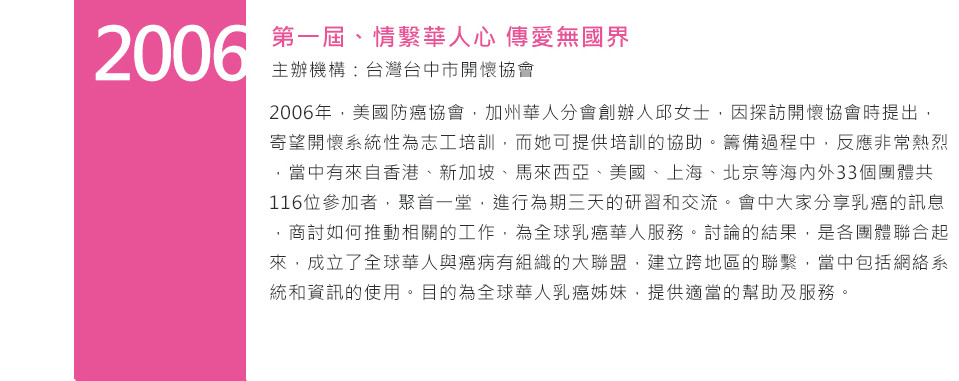 2006
第一屆、情繫華人心 傳愛無國界
主辦機構：台灣台中市開懷協會
2006年，美國防癌協會，加州華人分會創辦人邱女士，因探訪開懷協會時提出，
寄望開懷系統性為志工培訓，而她可提供培訓的協助。籌備過程中，反應非常熱烈
，當中有來自香港、新加坡、馬來西亞、美國、上海、北京等海內外33個團體共
116位參加者，聚首一堂，進行為期三天的研習和交流。會中大家分享乳癌的訊息
，商討如何推動相關的工作，為全球乳癌華人服務。討論的結果，是各團體聯合起
來，成立了全球華人與癌病有組織的大聯盟，建立跨地區的聯繫，當中包括網絡系
統和資訊的使用。目的為全球華人乳癌姊妹，提供適當的幫助及服務。